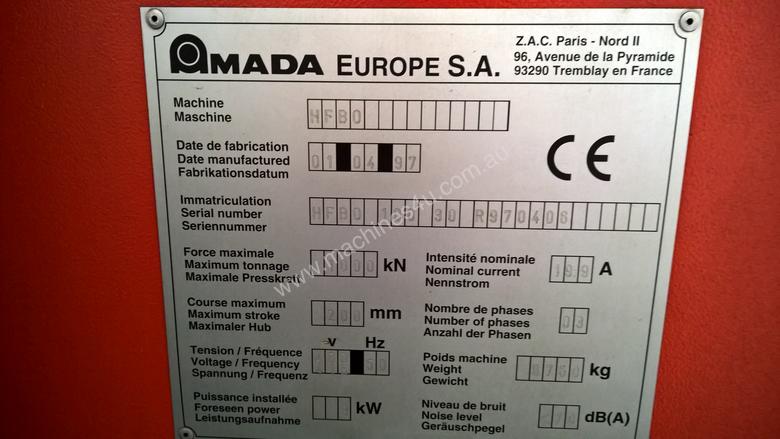 AMADA EUROPE S.A.
Z.A.C. Paris - Nord II
96, Avenue de la Pyramide
93290 Tremblay en France
Machine
Maschine
HFBO
Date de fabrication
Date manufactured
Fabrikationsdatum
01 04 97
CE
Immatriculation
Serial number
Seriennummer
HFBO 30 R970406
Force maximale
Maximum tonnage
Maximale Presskraft
kN
Intensité nominale
Nominal current
Nennstrom
A
Course maximum
Maximum stroke
Maximaler Hub
200 mm
Nombre de phases
Number of phases
Anzahl der Phasen
03
V Hz
Tension / Fréquence
Voltage / Frequency
Spannung / Frequenz
50
Poids machine
Weight
Gewicht
kg
Puissance installée
Foreseen power
Leistungsaufnahme
kW
Niveau de bruit
Noise level
Geräuschpegel
dB(A)
www.machines4u.com.au